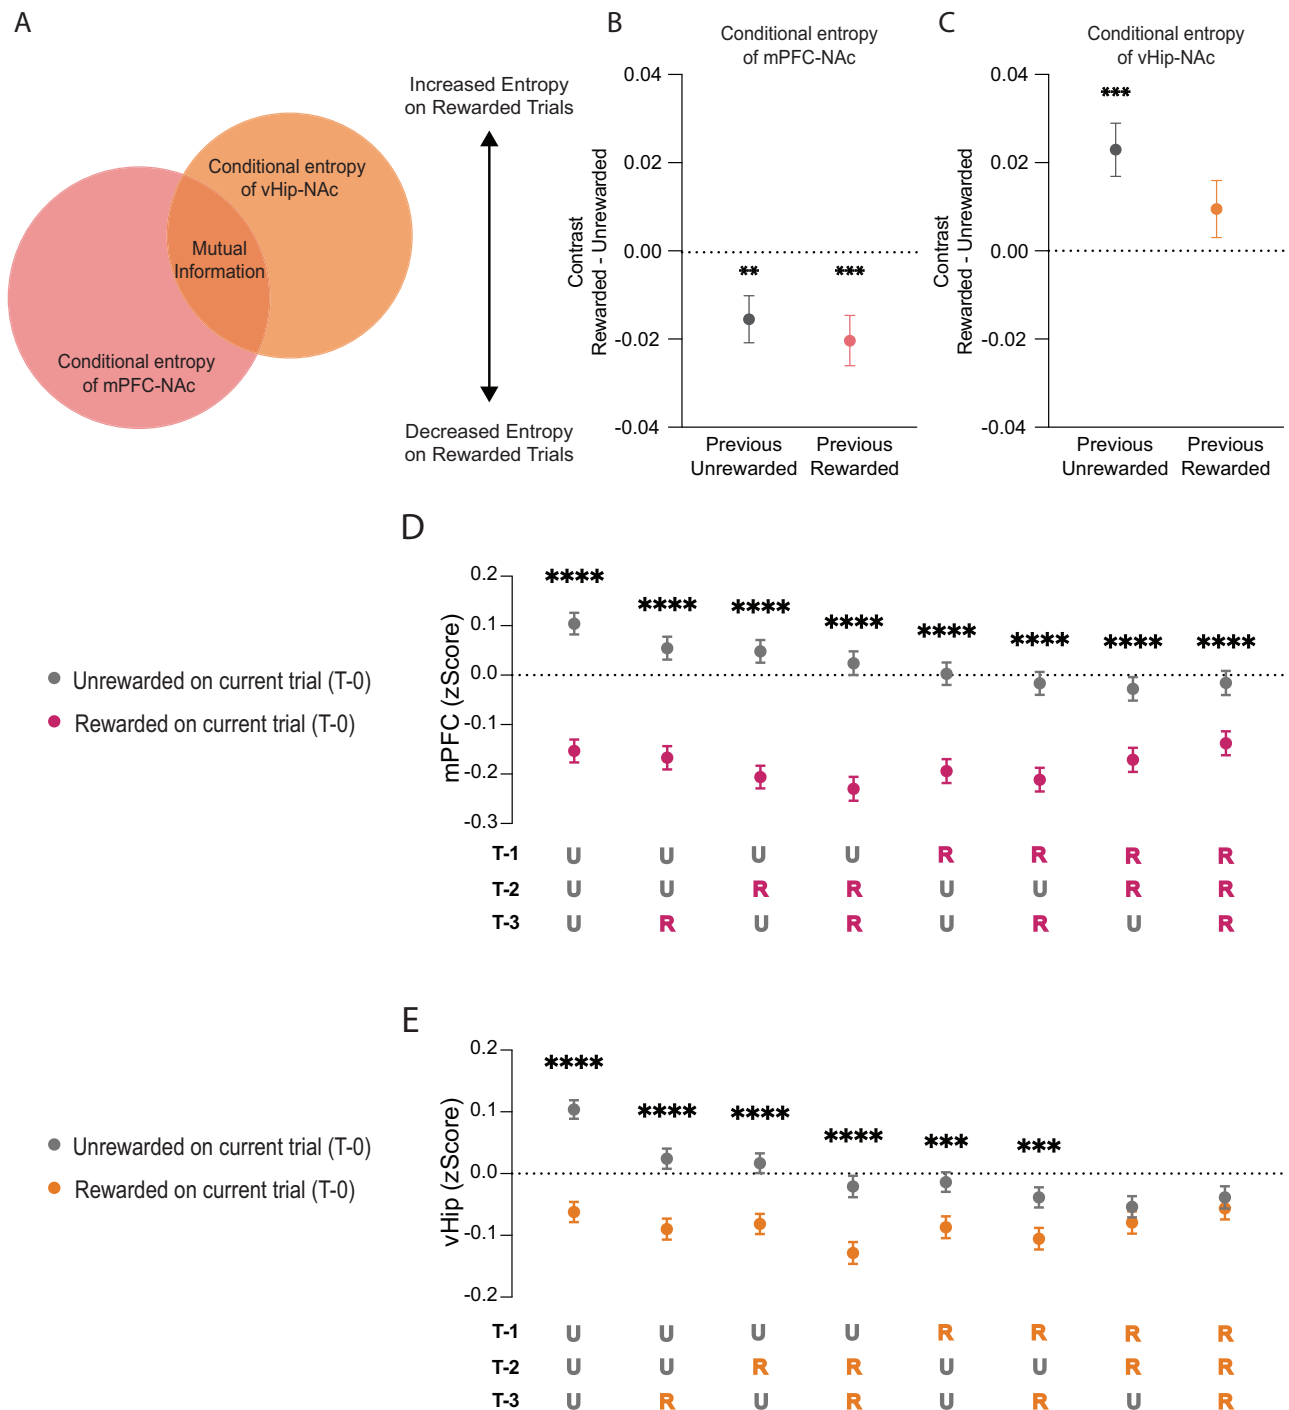 A
Conditional entropy
of vHip-NAc
Mutual
Information
Conditional entropy
of mPFC-NAc
Increased Entropy
on Rewarded Trials
Decreased Entropy
on Rewarded Trials
B
Conditional entropy
of mPFC-NAc
Contrast
Rewarded - Unrewarded
0.04
0.02
0.00
-0.02
-0.04
**
***
Previous
Unrewarded
Previous
Rewarded
C
Conditional entropy
of vHip-NAc
Contrast
Rewarded - Unrewarded
0.04
0.02
0.00
-0.02
-0.04
***
Previous
Unrewarded
Previous
Rewarded
D
Unrewarded on current trial (T-0)
Rewarded on current trial (T-0)
mPFC (zScore)
0.2
0.1
0.0
-0.1
-0.2
-0.3
**** **** **** **** **** **** **** ****
T-1 U U U U R R R R
T-2 U U R R U U R R
T-3 U R U R U R U R
E
Unrewarded on current trial (T-0)
Rewarded on current trial (T-0)
vHip (zScore)
0.2
0.1
0.0
-0.1
-0.2
**** **** **** **** *** ***
T-1 U U U U R R R R
T-2 U U R R U U R R
T-3 U R U R U R U R